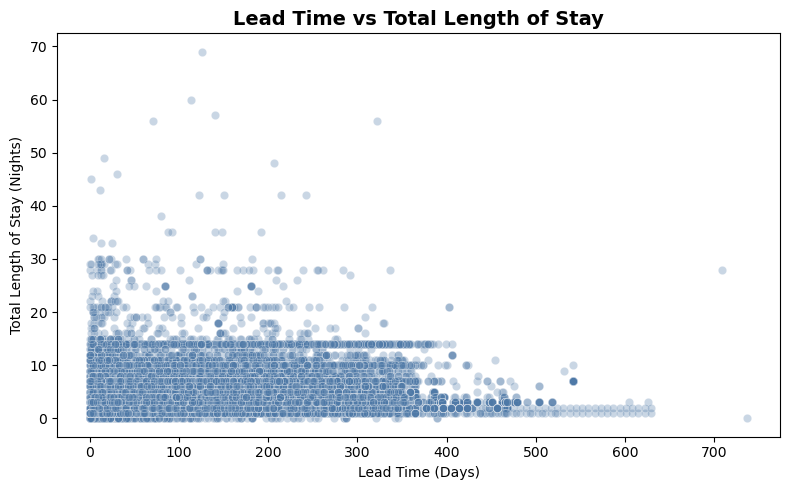 Lead Time vs Total Length of Stay
Total Length of Stay (Nights)
70
60
50
40
30
20
10
0
0 100 200 300 400 500 600 700
Lead Time (Days)